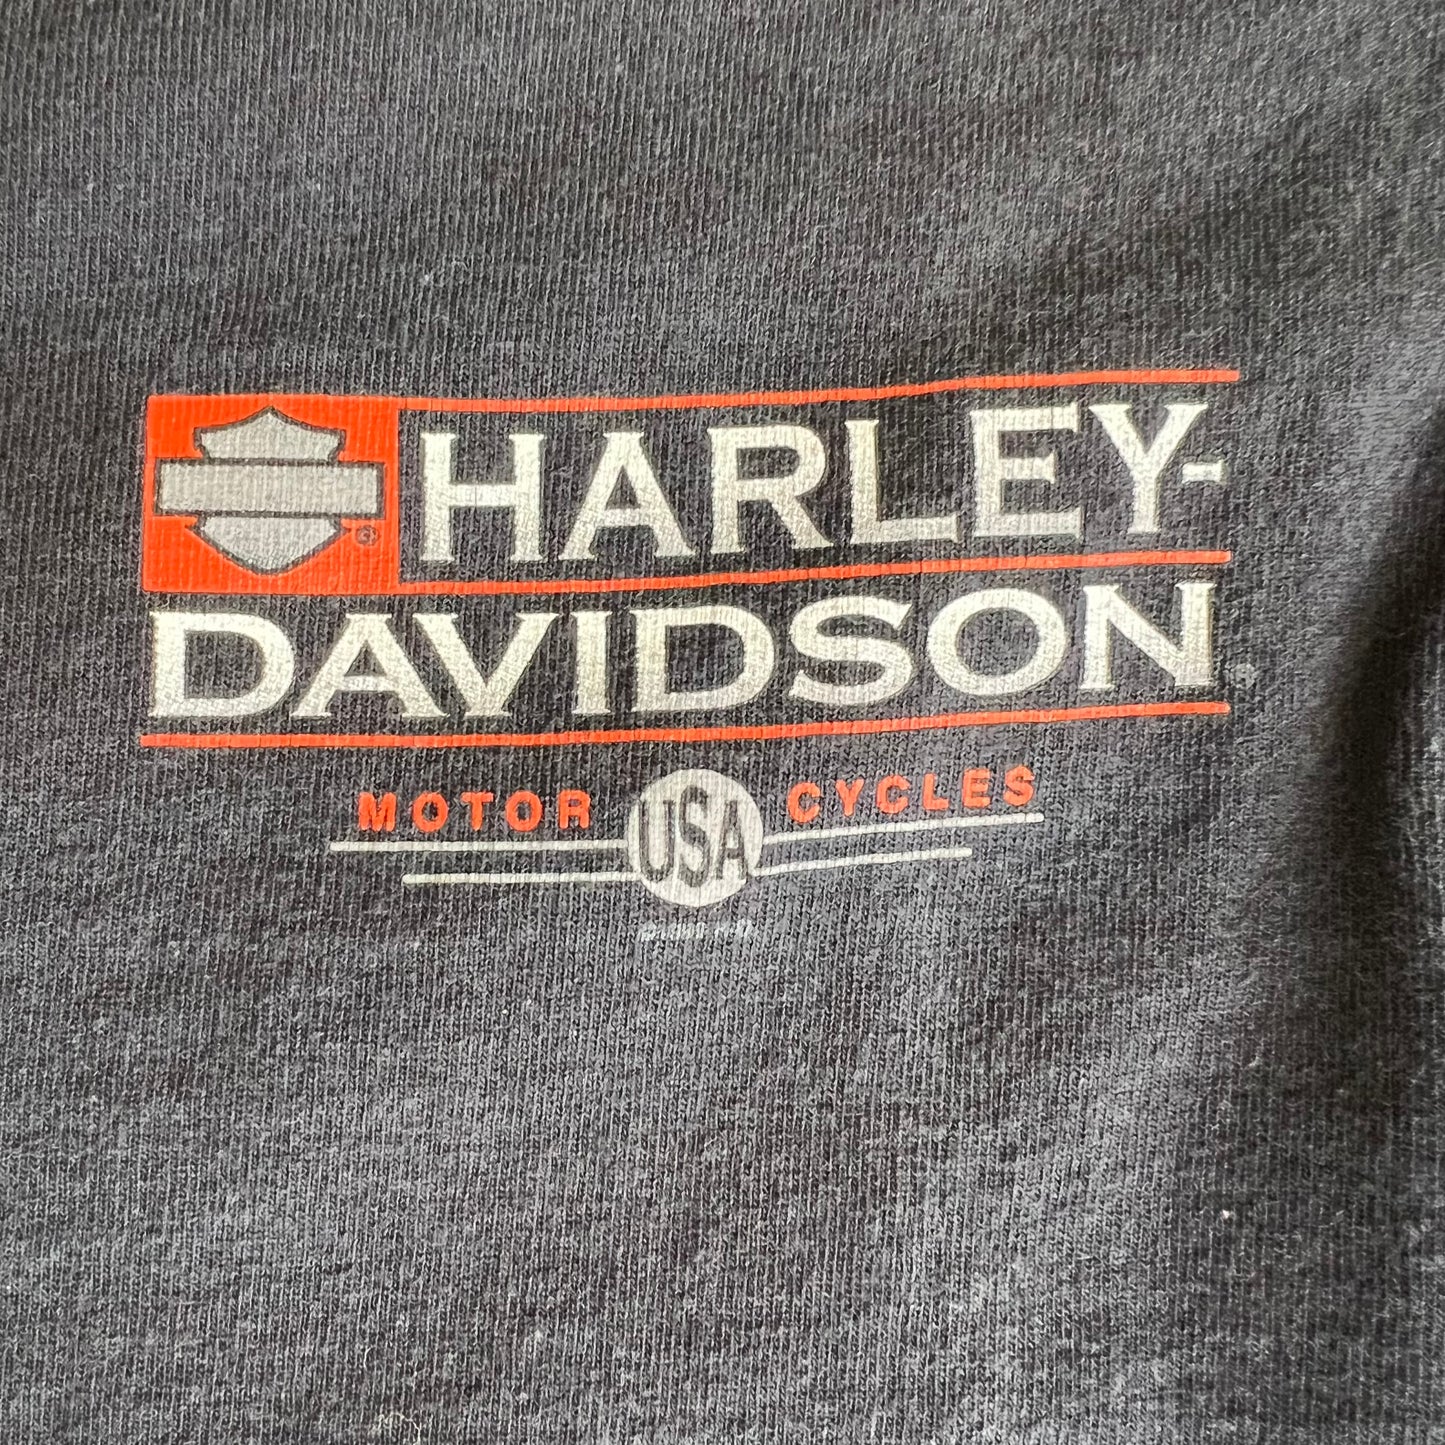 HARLEY-
DAVIDSON
MOTOR USA CYCLES